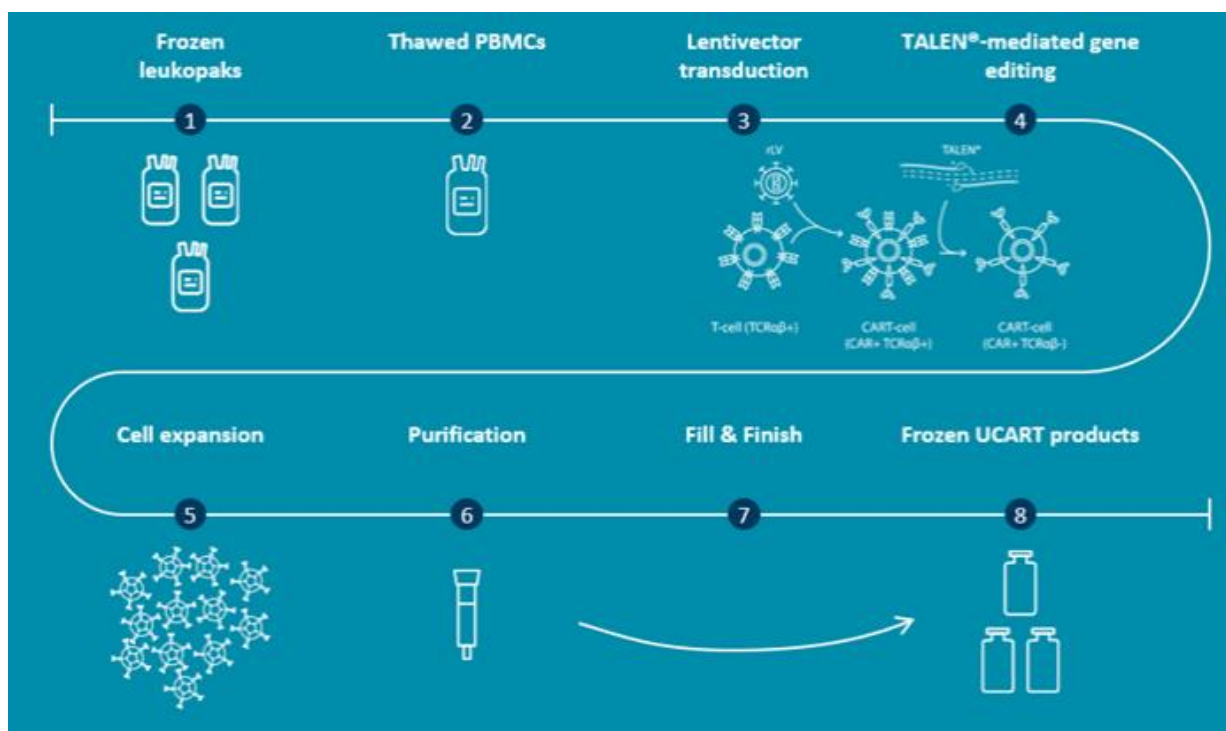 Frozen
leukopaks
Thawed PBMCs
Lentivector
transduction
TALEN®-mediated gene
editing
1
2
3
4
rLV
TALEN®
T-cell (TCRαβ+)
CART-cell
(CAR+ TCRαβ+)
CART-cell
(CAR+ TCRαβ-)
Cell expansion
Purification
Fill & Finish
Frozen UCART products
5
6
7
8